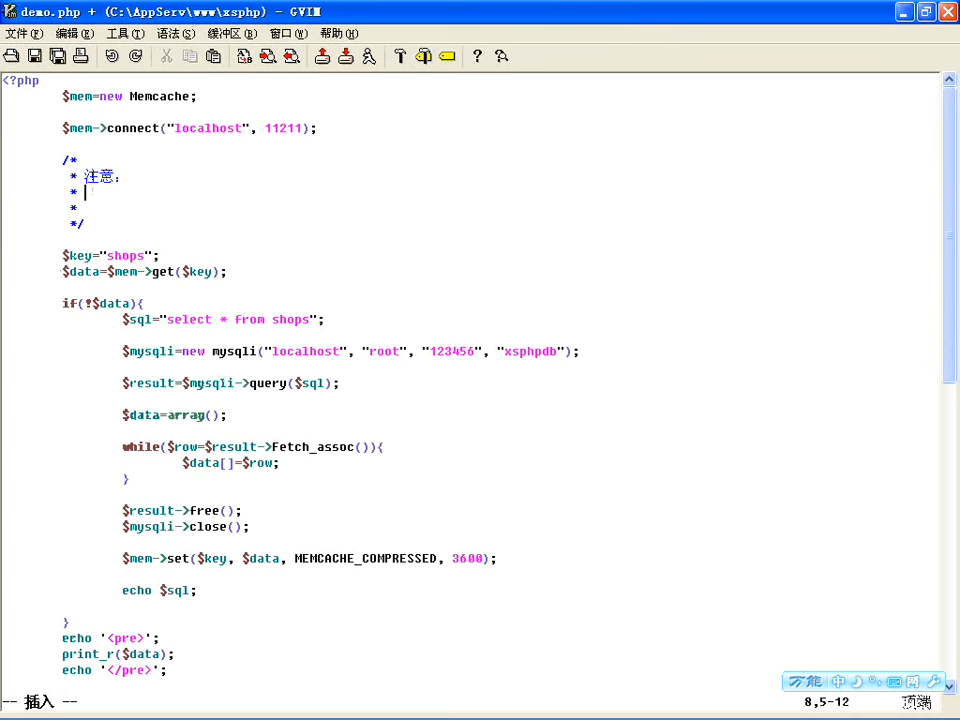 demo.php + (C:\AppServ\www\xsphp) - GVIM
文件(F) 编辑(E) 工具(T) 语法(S) 缓冲区(B) 窗口(W) 帮助(H)
<?php
$mem=new Memcache;
$mem->connect("localhost", 11211);
/*
* 注意：
*
*
*/
$key="shops";
$data=$mem->get($key);
if(!$data){
$sql="select * from shops";
$mysqli=new mysqli("localhost", "root", "123456", "xsphpdb");
$result=$mysqli->query($sql);
$data=array();
while($row=$result->Fetch_assoc()){
$data[]=$row;
}
$result->free();
$mysqli->close();
$mem->set($key, $data, MEMCACHE_COMPRESSED, 3600);
echo $sql;
}
echo '<pre>';
print_r($data);
echo '</pre>';
万能 中 网
-- 插入 -- 8,5-12 顶端